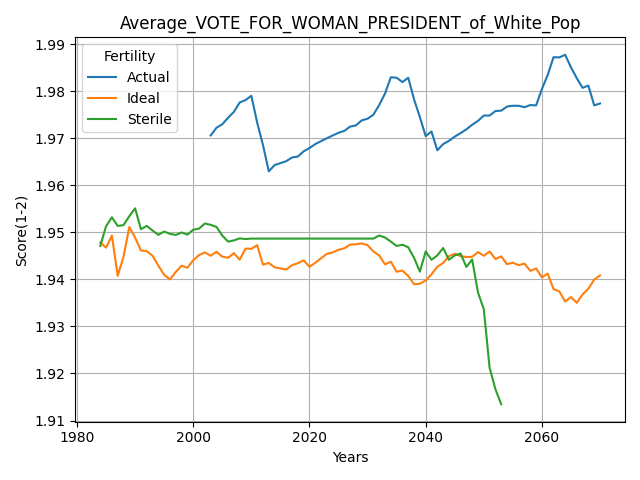 Average_VOTE_FOR_WOMAN_PRESIDENT_of_White_Pop
Score(1-2)
1.99
1.98
1.97
1.96
1.95
1.94
1.93
1.92
1.91
Fertility
Actual
Ideal
Sterile
1980 2000 2020 2040 2060
Years